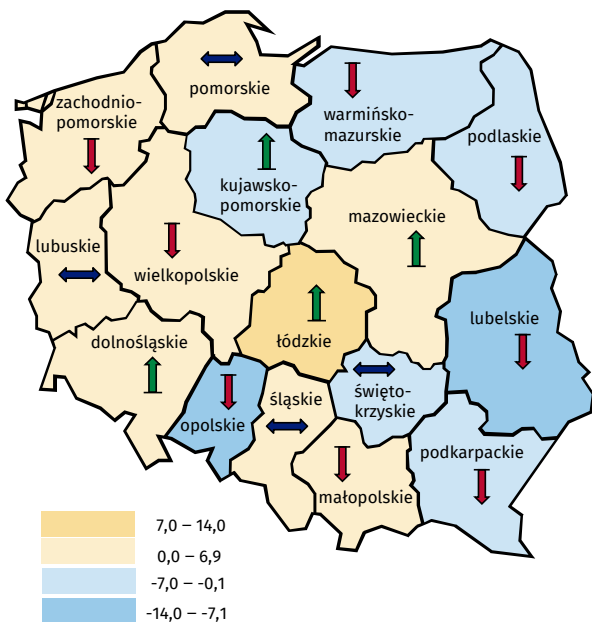 pomorskie
zachodnio-
pomorskie
warmińsko-
mazurskie
podlaskie
kujawsko-
pomorskie
mazowieckie
lubuskie
wielkopolskie
dolnośląskie
łódzkie
lubelskie
opolskie
śląskie
święto-
krzyskie
podkarpackie
małopolskie
7,0 – 14,0
0,0 – 6,9
-7,0 – -0,1
-14,0 – -7,1